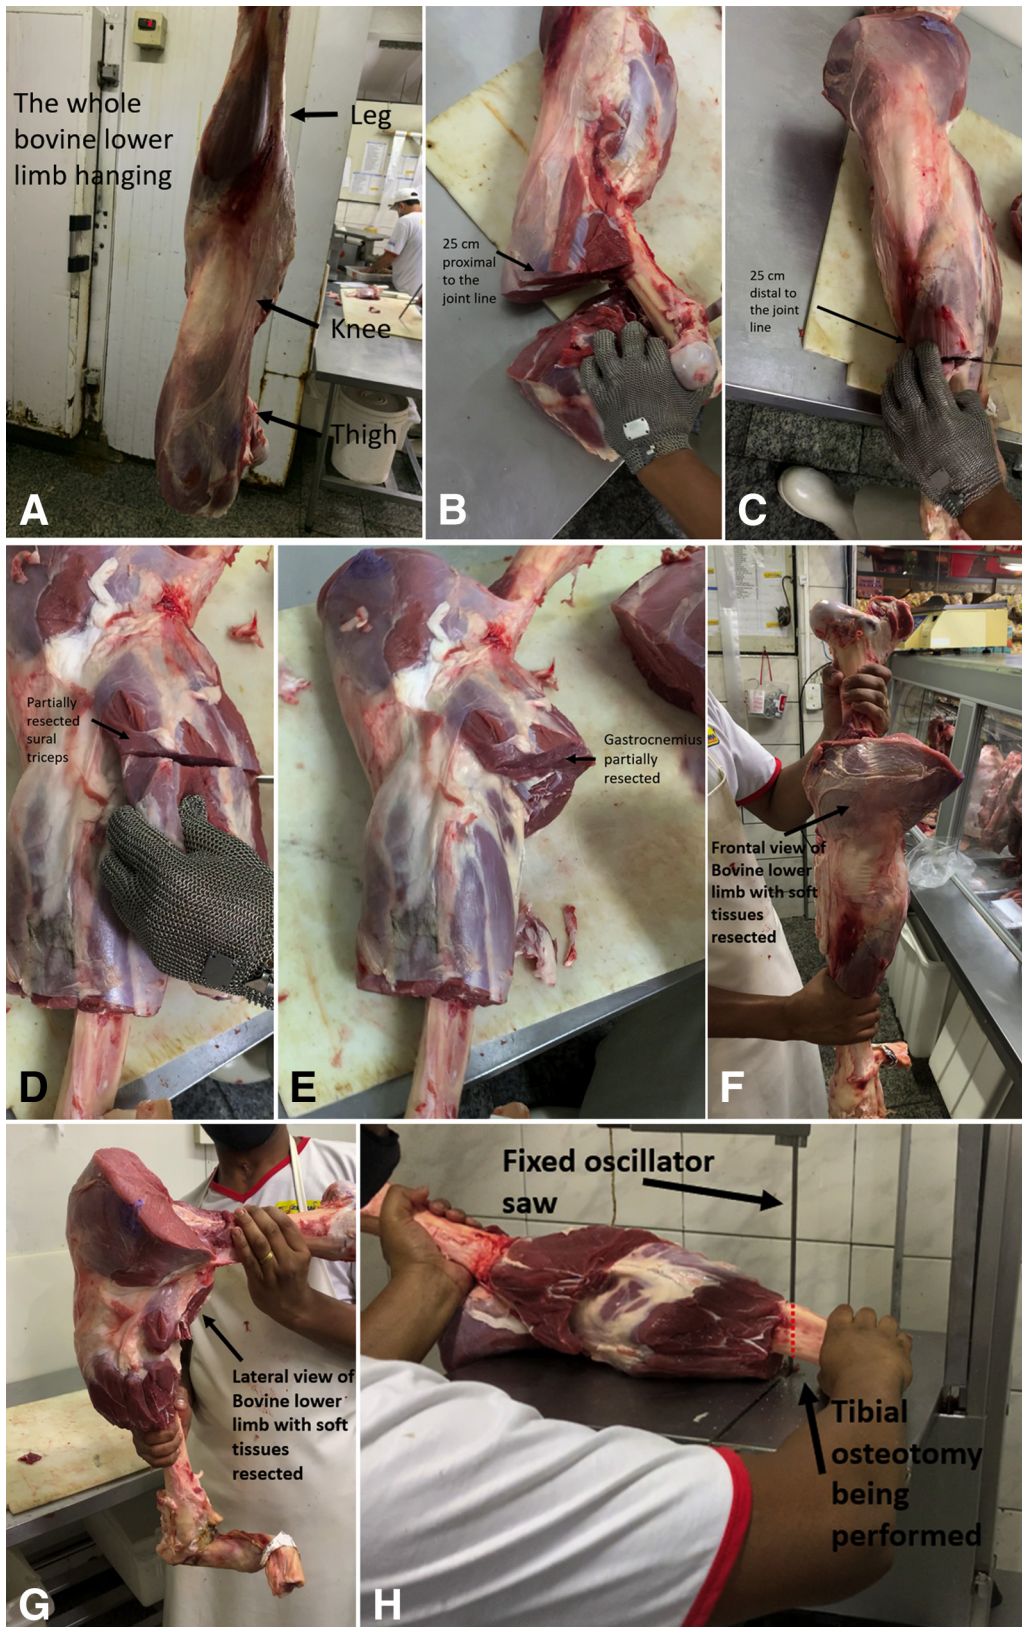 The whole
bovine lower
limb hanging
Leg
Knee
Thigh
A
25 cm
proximal
to the
joint line
B
25 cm
distal to
the joint
line
C
Partially
resected
sural
triceps
D
Gastrocnemius
partially
resected
E
Frontal view of
Bovine lower
limb with soft
tissues
resected
F
Lateral view of
Bovine lower
limb with soft
tissues
resected
G
Fixed oscillator
saw
Tibial
osteotomy
being
performed
H